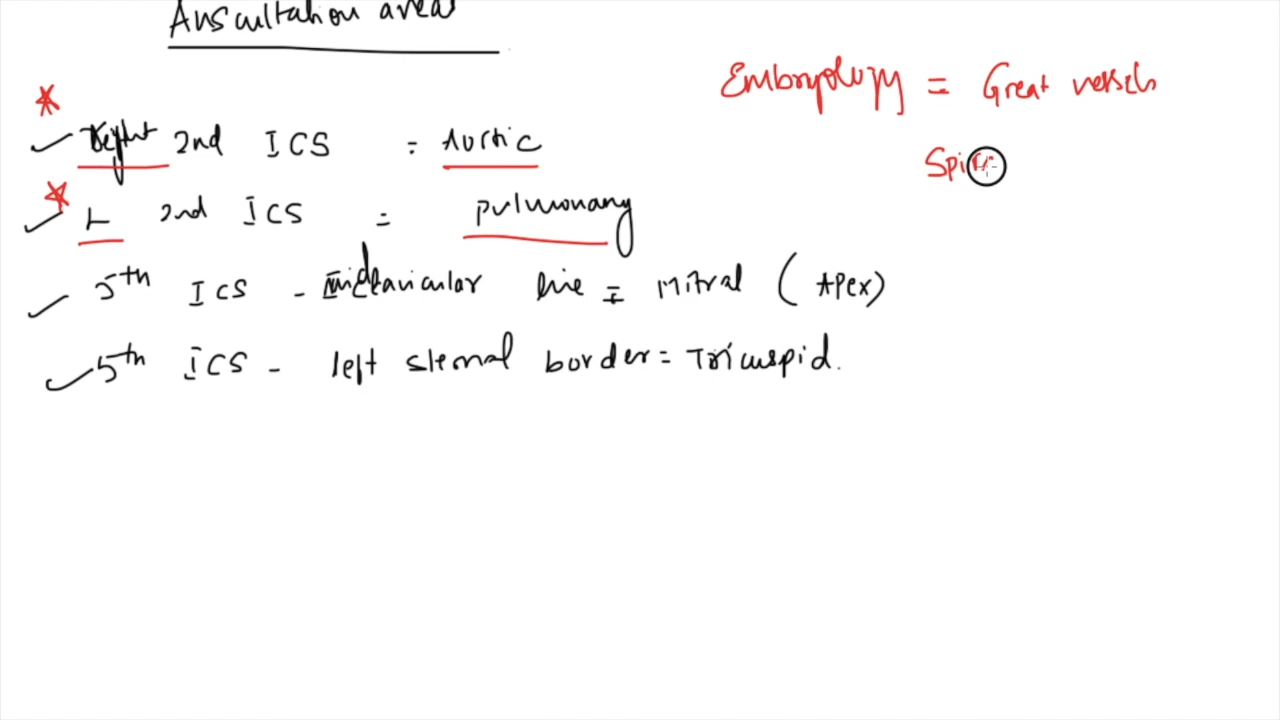 Auscultation areas
Right 2nd ICS = Aortic
L 2nd ICS = pulmonary
5th ICS - midclavicular line = Mitral (Apex)
5th ICS - left sternal border = Tricuspid.
Embryology = Great vessels